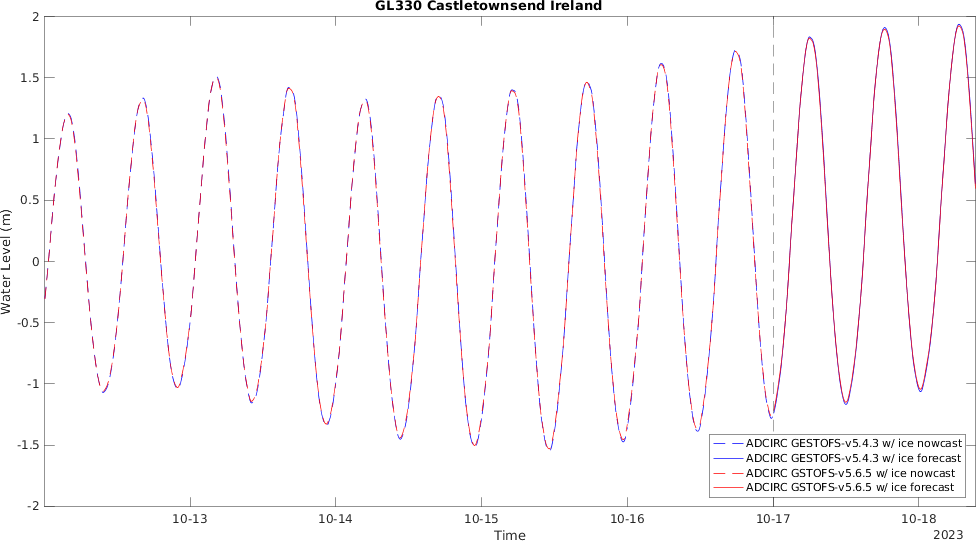 GL330 Castletownsend Ireland
2
1.5
1
0.5
0
-0.5
-1
-1.5
-2
Water Level (m)
10-13
10-14
10-15
10-16
10-17
10-18
Time
2023
ADCIRC GESTOFS-v5.4.3 w/ ice nowcast
ADCIRC GESTOFS-v5.4.3 w/ ice forecast
ADCIRC GSTOFS-v5.6.5 w/ ice nowcast
ADCIRC GSTOFS-v5.6.5 w/ ice forecast